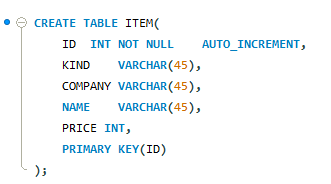 CREATE TABLE ITEM(
ID INT NOT NULL AUTO_INCREMENT,
KIND VARCHAR(45),
COMPANY VARCHAR(45),
NAME VARCHAR(45),
PRICE INT,
PRIMARY KEY(ID)
);